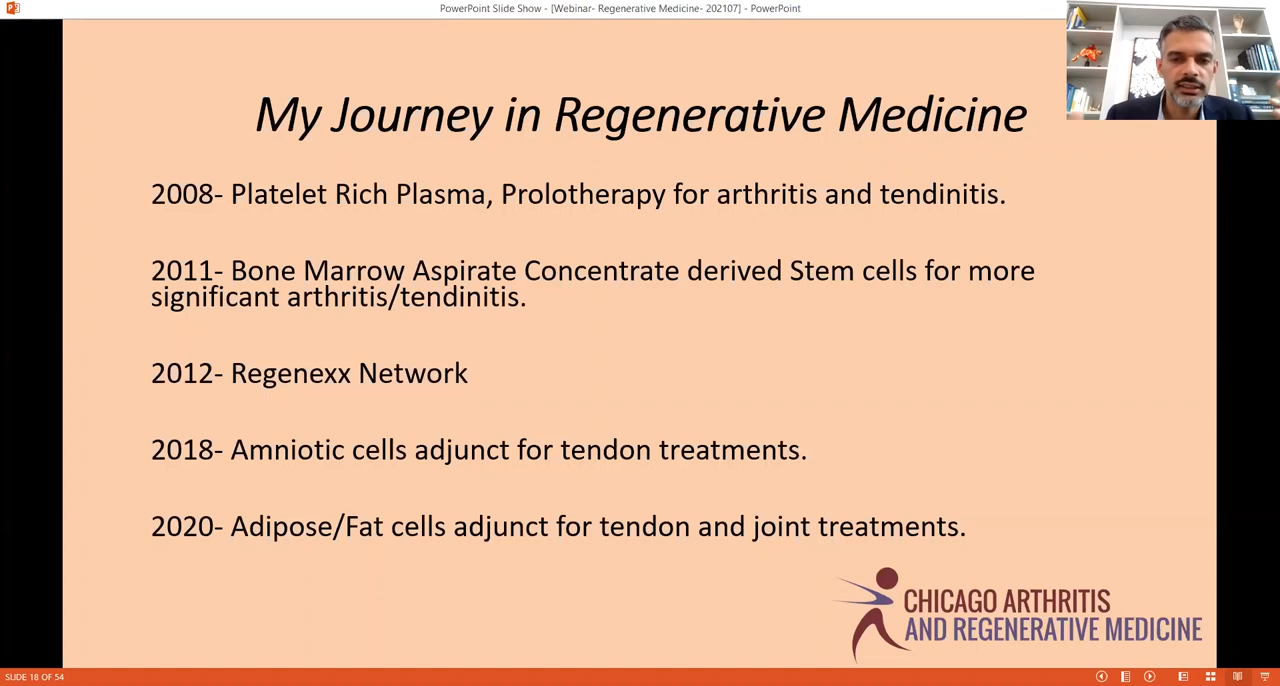 PowerPoint Slide Show - [Webinar- Regenerative Medicine- 202107] - PowerPoint
My Journey in Regenerative Medicine
2008- Platelet Rich Plasma, Prolotherapy for arthritis and tendinitis.
2011- Bone Marrow Aspirate Concentrate derived Stem cells for more
significant arthritis/tendinitis.
2012- Regenexx Network
2018- Amniotic cells adjunct for tendon treatments.
2020- Adipose/Fat cells adjunct for tendon and joint treatments.
CHICAGO ARTHRITIS
AND REGENERATIVE MEDICINE
SLIDE 18 OF 54